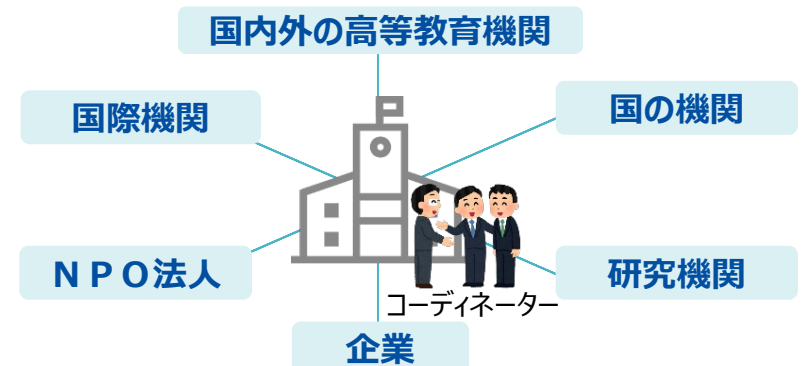 国内外の高等教育機関
国際機関
国の機関
ＮＰＯ法人
研究機関
コーディネーター
企業